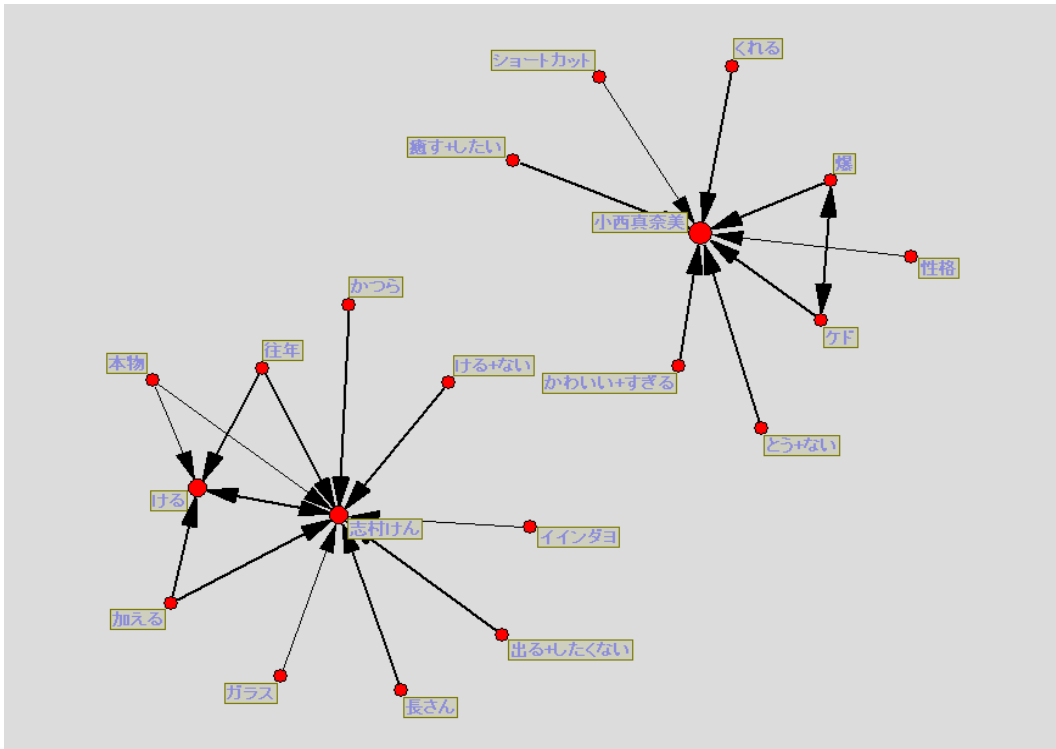 くれる
ショートカット
癒す+したい
爆
小西真奈美
性格
かつら
ケド
往年
本物
ける+ない
かわいい+すぎる
とう+ない
ける
志村けん
イインダヨ
加える
出る+したくない
ガラス
長さん